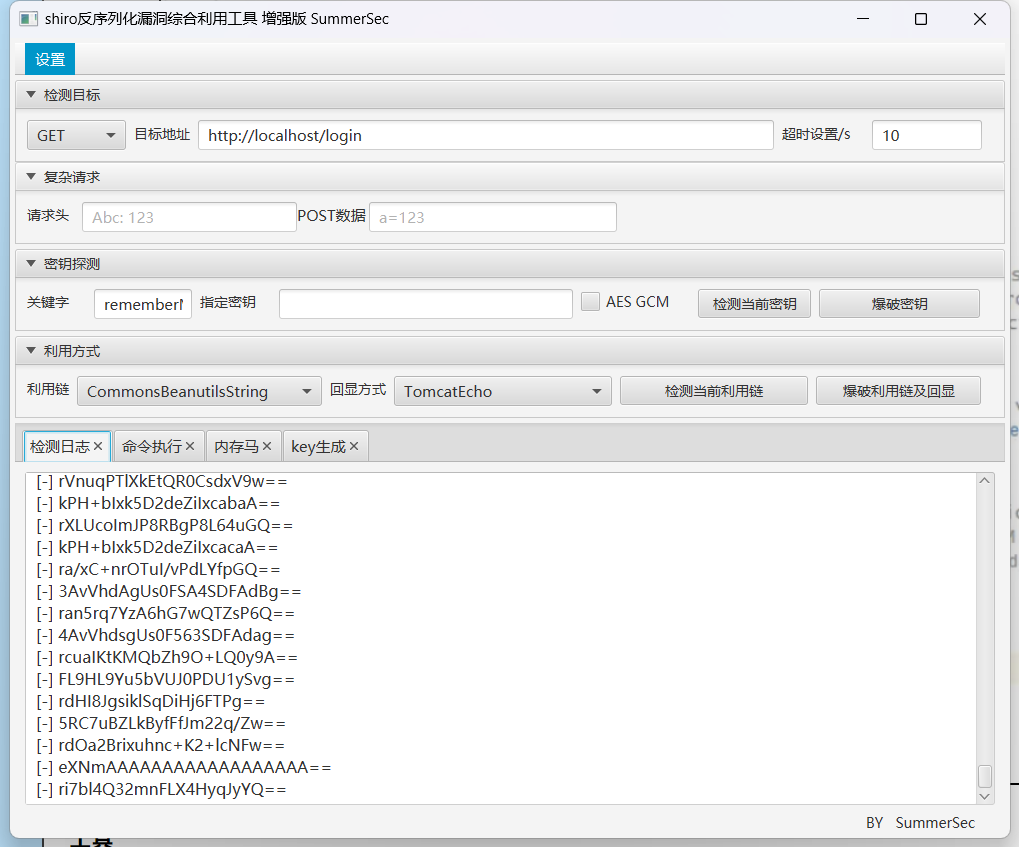 shiro反序列化漏洞综合利用工具 增强版 SummerSec
设置
检测目标
GET 目标地址 http://localhost/login 超时设置/s 10
复杂请求
请求头 Abc: 123 POST数据 a=123
密钥探测
关键字 指定密钥 AES GCM 检测当前密钥 爆破密钥
利用方式
利用链 CommonsBeanutilsString 回显方式 TomcatEcho 检测当前利用链 爆破利用链及回显
检测日志 命令执行 内存马 key生成
[-] rVnuqPTlXkEtQR0CsdxV9w==
[-] kPH+bIxk5D2deZiIxcabaA==
[-] rXLUcoImJP8RBgP8L64uGQ==
[-] kPH+bIxk5D2deZiIxcacaA==
[-] ra/xC+nrOTuI/vPdLYfpGQ==
[-] 3AvVhdAgUs0FSA4SDFAdBg==
[-] ran5rq7YzA6hG7wQTZsP6Q==
[-] 4AvVhdsgUs0F563SDFAdag==
[-] rcuaIKtKMQbZh9O+LQ0y9A==
[-] FL9HL9Yu5bVUJ0PDU1ySvg==
[-] rdHI8JgsiklSqDiHj6FTPg==
[-] 5RC7uBZLkByfFfJm22q/Zw==
[-] rdOa2Brixuhnc+K2+lcNFw==
[-] eXNmAAAAAAAAAAAAAAAAAA==
[-] ri7bl4Q32mnFLX4HyqJyYQ==
BY SummerSec